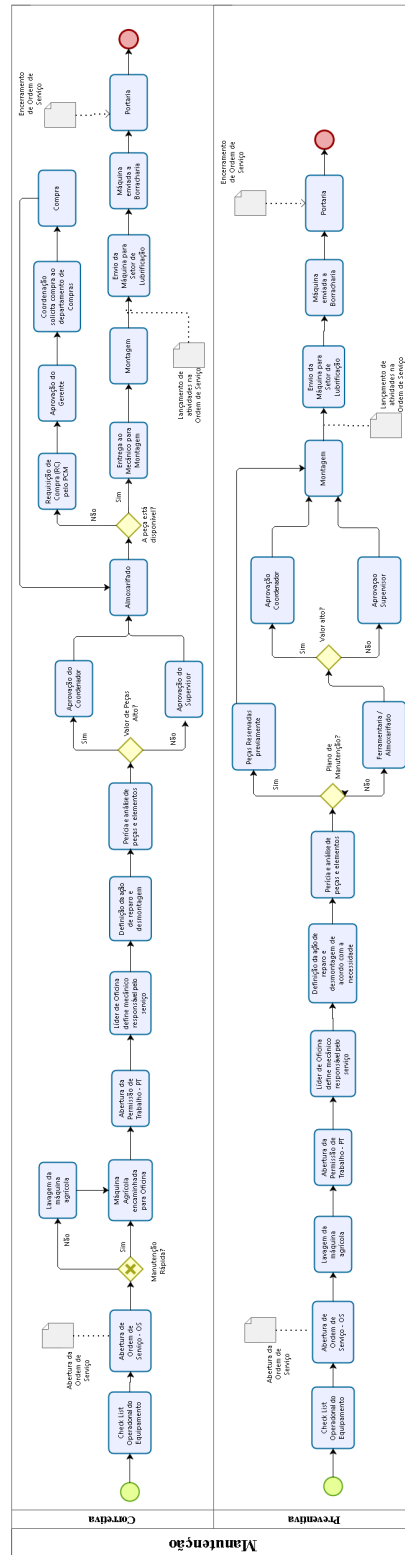 Manutenção
Corretiva
Check List
Operacional do
Equipamento
Abertura de
Ordem de
Serviço - OS
Abertura da
Ordem de
Serviço
Manutenção
Rápida?
Não
Sim
Lavagem da
máquina
agrícola
Máquina
Agrícola
encaminhada
para Oficina
Abertura da
Permissão de
Trabalho - PT
Líder de Oficina
define mecânico
responsável pelo
serviço
Definição da ação
de reparo e
desmontagem
Perícia e análise de
peças e elementos
Valor de Peças
Alto?
Sim
Não
Aprovação do
Coordenador
Aprovação do
Supervisor
Almoxarifado
A peça está
disponível?
Não
Sim
Requisição de
Compra (RC)
pelo PCM
Aprovação do
Gerente
Coordenação
solicita compra ao
departamento de
Compras
Compra
Entrega ao
Mecânico para
Montagem
Montagem
Lançamento de
atividades na
Ordem de Serviço
Envio da
Máquina para
Setor de
Lubrificação
Máquina
enviada a
Borracharia
Portaria
Encerramento
de Ordem de
Serviço
Preventiva
Check List
Operacional do
Equipamento
Abertura de
Ordem de
Serviço - OS
Abertura da
Ordem de
Serviço
Lavagem da
máquina
agrícola
Abertura da
Permissão de
Trabalho - PT
Líder de Oficina
define mecânico
responsável pelo
serviço
Definição da ação de
reparo e
desmontagem de
acordo com a
necessidade
Perícia e análise de
peças e elementos
Plano de
Manutenção?
Sim
Não
Peças Reservadas
previamente
Ferramentaria /
Almoxarifado
Valor alto?
Sim
Não
Aprovação
Coordenador
Aprovação
Supervisor
Montagem
Lançamento de
atividades na
Ordem de Serviço
Envio da
Máquina para
Setor de
Lubrificação
Máquina
enviada a
Borracharia
Portaria
Encerramento
de Ordem de
Serviço